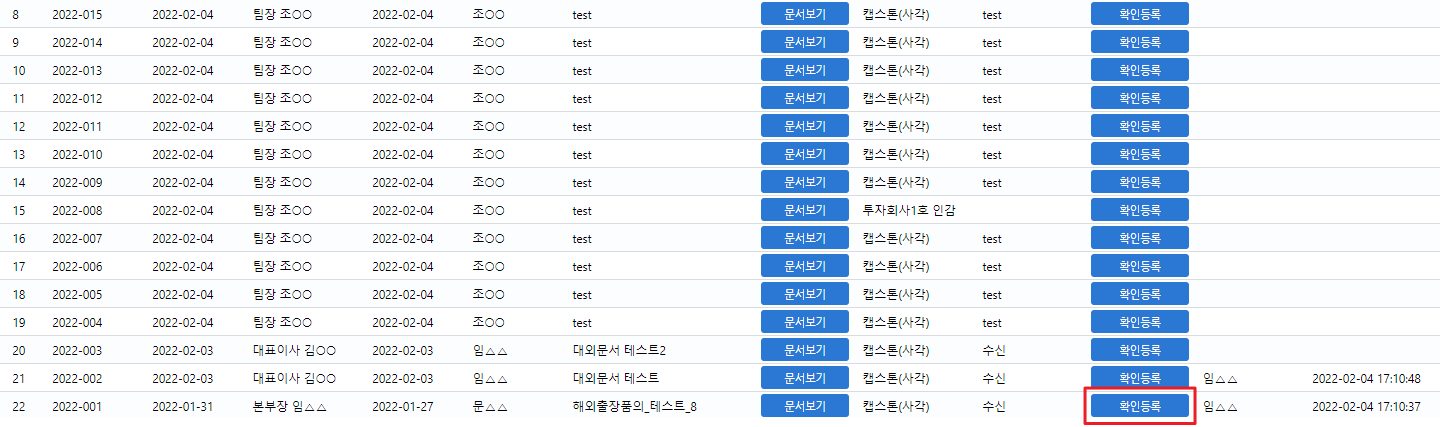 8 2022-015 2022-02-04 팀장 조○○ 2022-02-04 조○○ test 문서보기 캡스톤(사각) test 확인등록
9 2022-014 2022-02-04 팀장 조○○ 2022-02-04 조○○ test 문서보기 캡스톤(사각) test 확인등록
10 2022-013 2022-02-04 팀장 조○○ 2022-02-04 조○○ test 문서보기 캡스톤(사각) test 확인등록
11 2022-012 2022-02-04 팀장 조○○ 2022-02-04 조○○ test 문서보기 캡스톤(사각) test 확인등록
12 2022-011 2022-02-04 팀장 조○○ 2022-02-04 조○○ test 문서보기 캡스톤(사각) test 확인등록
13 2022-010 2022-02-04 팀장 조○○ 2022-02-04 조○○ test 문서보기 캡스톤(사각) test 확인등록
14 2022-009 2022-02-04 팀장 조○○ 2022-02-04 조○○ test 문서보기 캡스톤(사각) test 확인등록
15 2022-008 2022-02-04 팀장 조○○ 2022-02-04 조○○ test 문서보기 투자회사1호 인감 확인등록
16 2022-007 2022-02-04 팀장 조○○ 2022-02-04 조○○ test 문서보기 캡스톤(사각) test 확인등록
17 2022-006 2022-02-04 팀장 조○○ 2022-02-04 조○○ test 문서보기 캡스톤(사각) test 확인등록
18 2022-005 2022-02-04 팀장 조○○ 2022-02-04 조○○ test 문서보기 캡스톤(사각) test 확인등록
19 2022-004 2022-02-04 팀장 조○○ 2022-02-04 조○○ test 문서보기 캡스톤(사각) test 확인등록
20 2022-003 2022-02-03 대표이사 김○○ 2022-02-03 임△△ 대외문서 테스트2 문서보기 캡스톤(사각) 수신 확인등록
21 2022-002 2022-02-03 대표이사 김○○ 2022-02-03 임△△ 대외문서 테스트 문서보기 캡스톤(사각) 수신 확인등록 임△△ 2022-02-04 17:10:48
22 2022-001 2022-01-31 본부장 임△△ 2022-01-27 문△△ 해외출장품의_테스트_8 문서보기 캡스톤(사각) 수신 확인등록 임△△ 2022-02-04 17:10:37